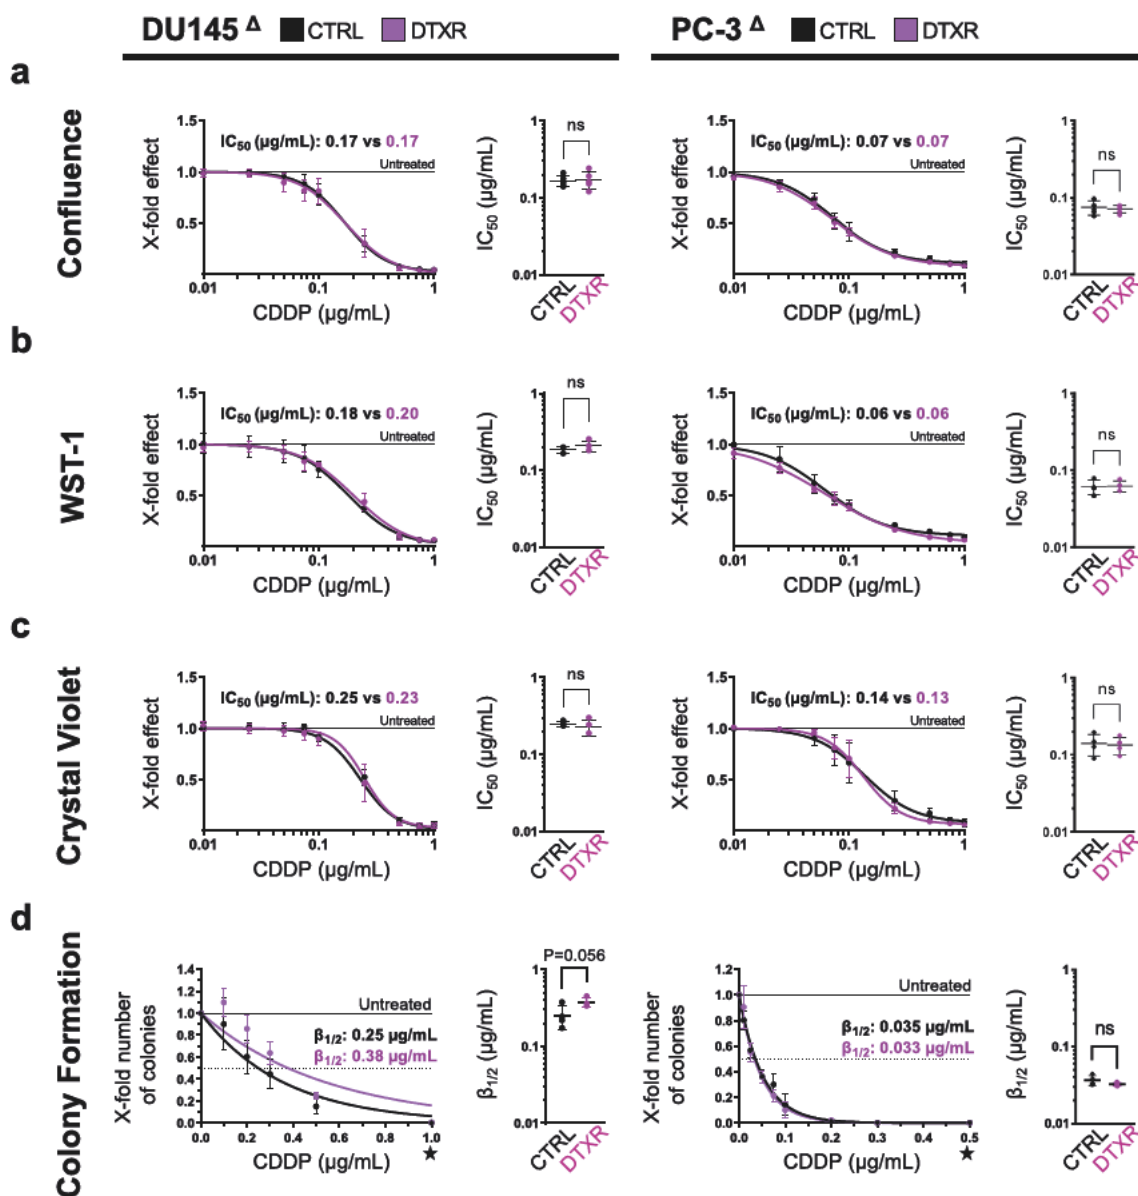 DU145 Δ CTRL DTXR
PC-3 Δ CTRL DTXR
a
Confluence
X-fold effect
1.5
1.0
0.5
IC50 (µg/mL): 0.17 vs 0.17
Untreated
0.01 0.1 1
CDDP (µg/mL)
IC50 (µg/mL)
1
0.1
0.01
ns
CTRL
DTXR
X-fold effect
1.5
1.0
0.5
IC50 (µg/mL): 0.07 vs 0.07
Untreated
0.01 0.1 1
CDDP (µg/mL)
IC50 (µg/mL)
1
0.1
0.01
ns
CTRL
DTXR
b
WST-1
X-fold effect
1.5
1.0
0.5
IC50 (µg/mL): 0.18 vs 0.20
Untreated
0.01 0.1 1
CDDP (µg/mL)
IC50 (µg/mL)
1
0.1
0.01
ns
CTRL
DTXR
X-fold effect
1.5
1.0
0.5
IC50 (µg/mL): 0.06 vs 0.06
Untreated
0.01 0.1 1
CDDP (µg/mL)
IC50 (µg/mL)
1
0.1
0.01
ns
CTRL
DTXR
c
Crystal Violet
X-fold effect
1.5
1.0
0.5
IC50 (µg/mL): 0.25 vs 0.23
Untreated
0.01 0.1 1
CDDP (µg/mL)
IC50 (µg/mL)
1
0.1
0.01
ns
CTRL
DTXR
X-fold effect
1.5
1.0
0.5
IC50 (µg/mL): 0.14 vs 0.13
Untreated
0.01 0.1 1
CDDP (µg/mL)
IC50 (µg/mL)
1
0.1
0.01
ns
CTRL
DTXR
d
Colony Formation
X-fold number
of colonies
1.4
1.2
1.0
0.8
0.6
0.4
0.2
0.0
Untreated
β1/2: 0.25 µg/mL
β1/2: 0.38 µg/mL
0.0 0.2 0.4 0.6 0.8 1.0
CDDP (µg/mL) ★
β1/2 (µg/mL)
1
0.1
0.01
P=0.056
CTRL
DTXR
X-fold number
of colonies
1.2
1.0
0.8
0.6
0.4
0.2
0.0
Untreated
β1/2: 0.035 µg/mL
β1/2: 0.033 µg/mL
0.0 0.1 0.2 0.3 0.4 0.5
CDDP (µg/mL) ★
β1/2 (µg/mL)
1
0.1
0.01
ns
CTRL
DTXR